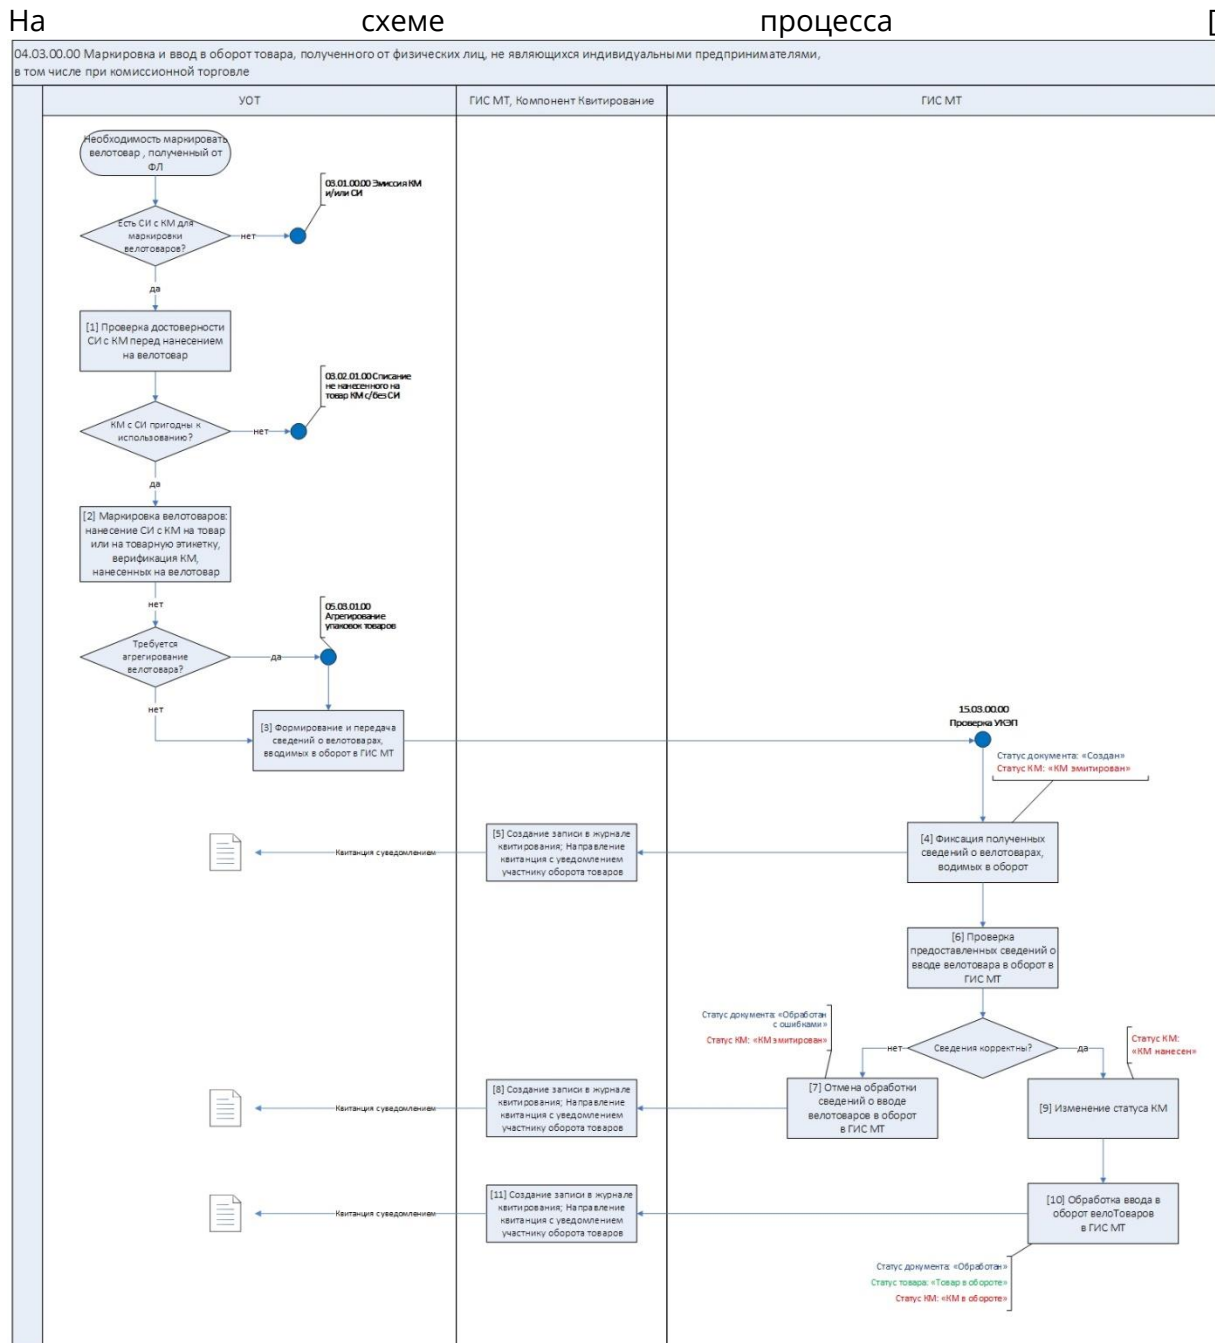 На схеме процесса [
04.03.00.00 Маркировка и ввод в оборот товара, полученного от физических лиц, не являющихся индивидуальными предпринимателями,
в том числе при комиссионной торговле
УОТ
ГИС МТ, Компонент Квитирование
ГИС МТ
Необходимость маркировать
велотовар , полученный от
ФЛ
03.01.00.00 Эмиссия КМ
и/или СИ
Есть СИ с КМ для
маркировки
велотоваров?
нет
да
[1] Проверка достоверности
СИ с КМ перед нанесением
на велотовар
03.02.01.00 Списание
не нанесенного на
товар КМ с/без СИ
КМ с СИ пригодны к
использованию?
нет
да
[2] Маркировка велотоваров:
нанесение СИ с КМ на товар
или на товарную этикетку,
верификация КМ,
нанесенных на велотовар
нет
05.03.01.00
Агрегирование
упаковок товаров
Требуется
агрегирование
велотовара?
да
нет
[3] Формирование и передача
сведений о велотоварах,
вводимых в оборот в ГИС МТ
15.03.00.00
Проверка УКЭП
Статус документа: «Создан»
Статус КМ: «КМ эмитирован»
[4] Фиксация полученных
сведений о велотоварах,
водимых в оборот
[5] Создание записи в журнале
квитирования; Направление
квитанция с уведомлением
участнику оборота товаров
Квитанция с уведомлением
[6] Проверка
предоставленных сведений о
вводе велотовара в оборот в
ГИС МТ
Статус документа: «Обработан
с ошибками»
Статус КМ: «КМ эмитирован»
Сведения корректны?
нет
да
Статус КМ:
«КМ нанесен»
[7] Отмена обработки
сведений о вводе
велотоваров в оборот
в ГИС МТ
[8] Создание записи в журнале
квитирования; Направление
квитанция с уведомлением
участнику оборота товаров
Квитанция с уведомлением
[9] Изменение статуса КМ
[10] Обработка ввода в
оборот велоТоваров
в ГИС МТ
[11] Создание записи в журнале
квитирования; Направление
квитанция с уведомлением
участнику оборота товаров
Квитанция с уведомлением
Статус документа: «Обработан»
Статус товара: «Товар в обороте»
Статус КМ: «КМ в обороте»